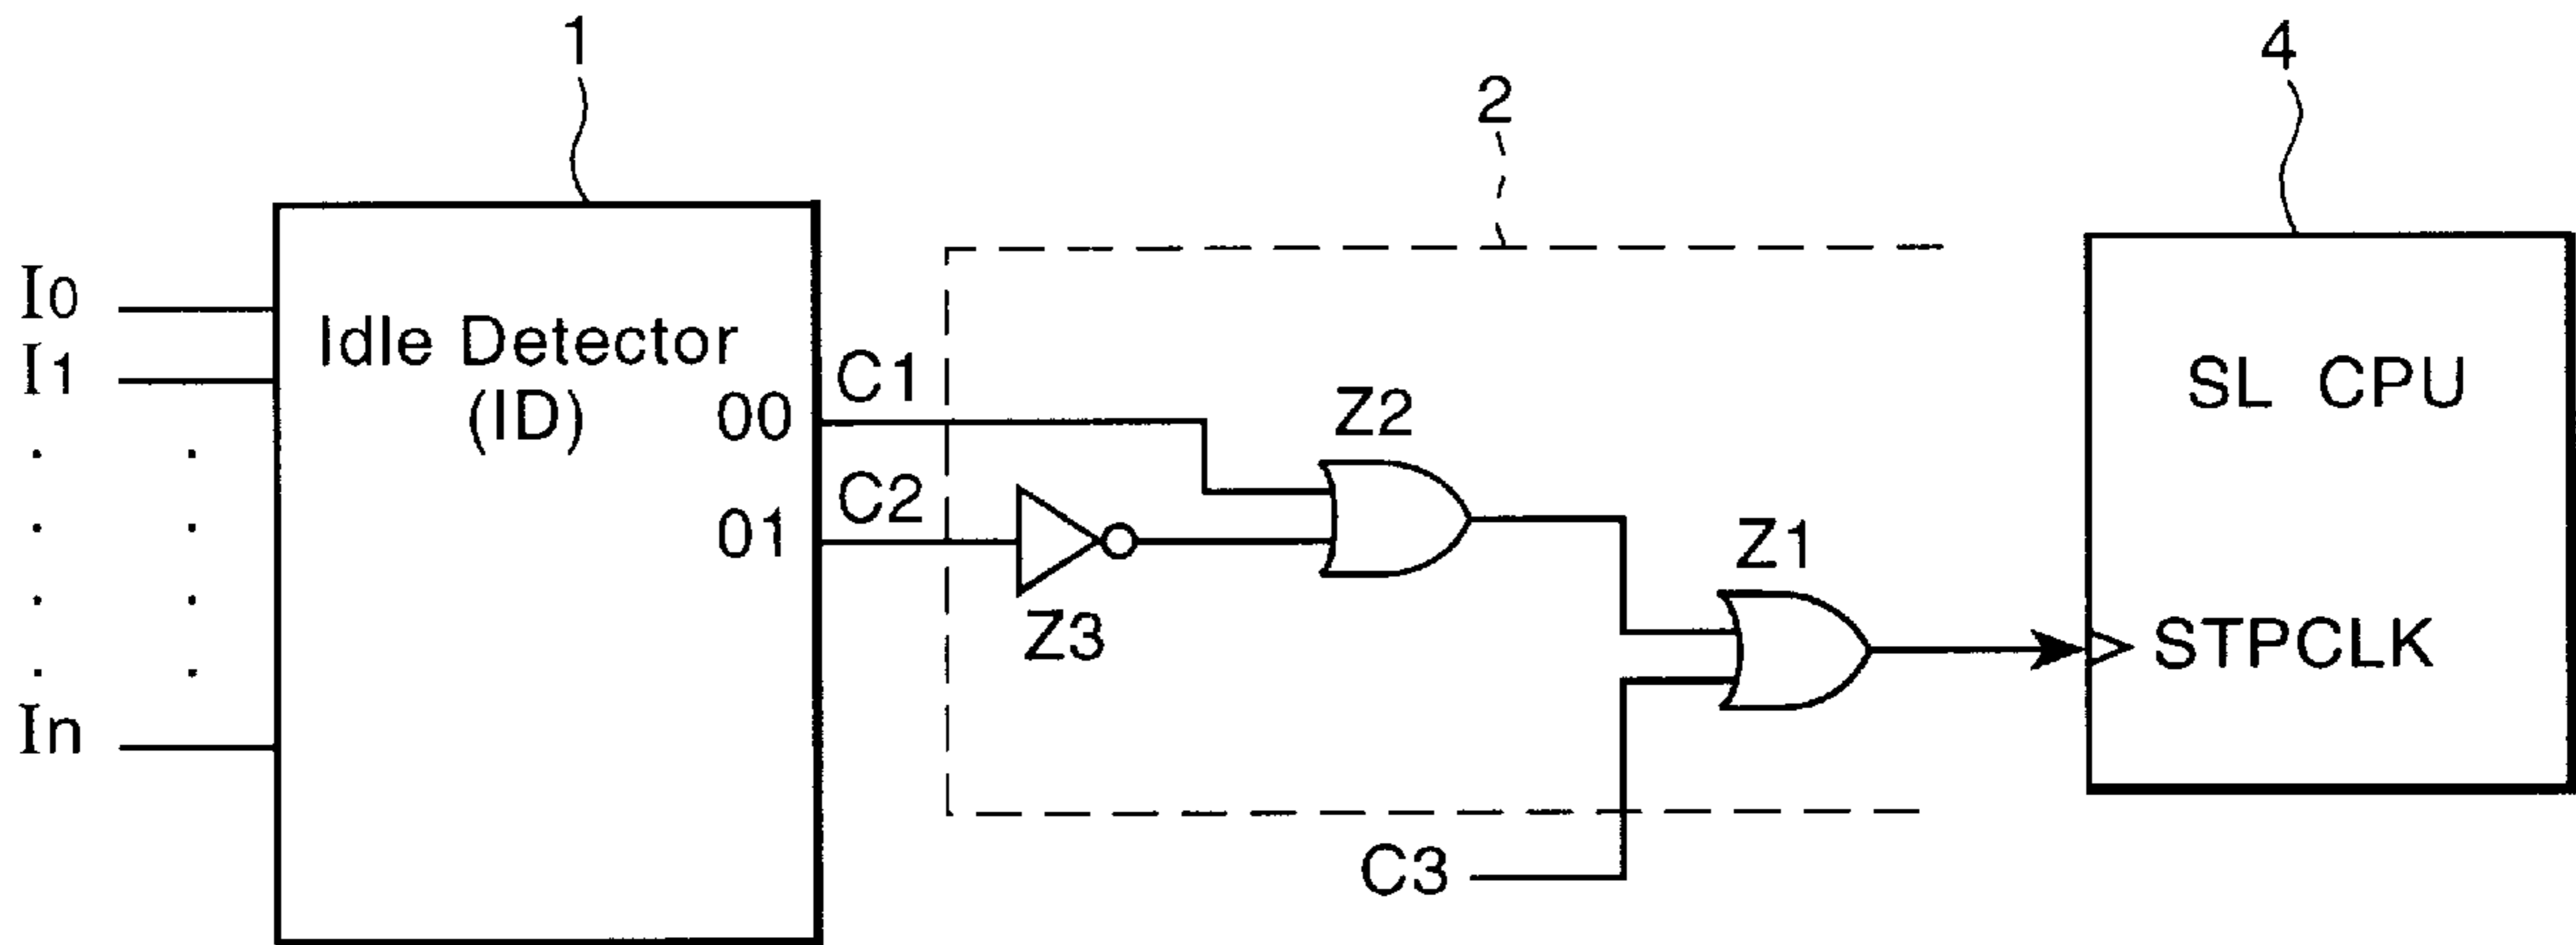 1
2
4
I0
I1
In
Idle Detector
(ID)
00
01
C1
C2
Z2
Z3
Z1
C3
SL CPU
STPCLK